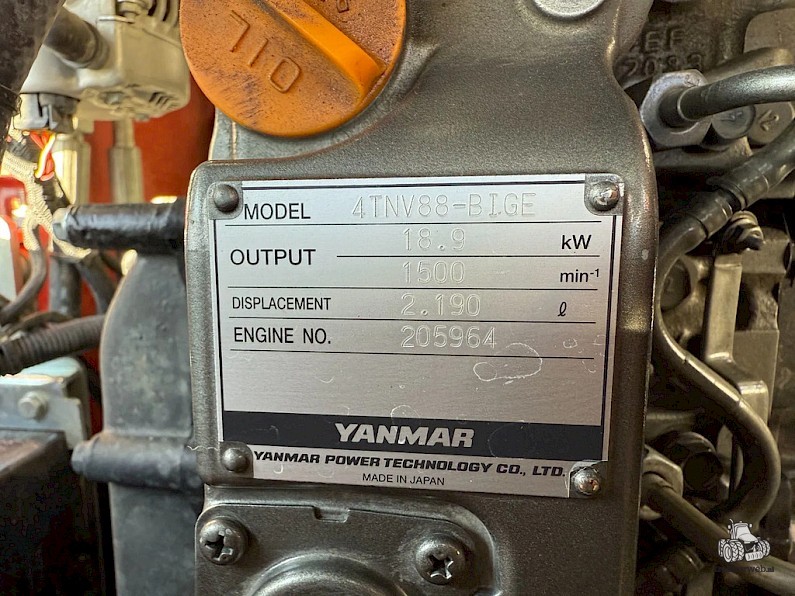 OIL
MODEL 4TNV88-BIGE
OUTPUT 18.9 kW
1500 min-1
DISPLACEMENT 2.190 ℓ
ENGINE NO. 205964
YANMAR
YANMAR POWER TECHNOLOGY CO., LTD.
MADE IN JAPAN